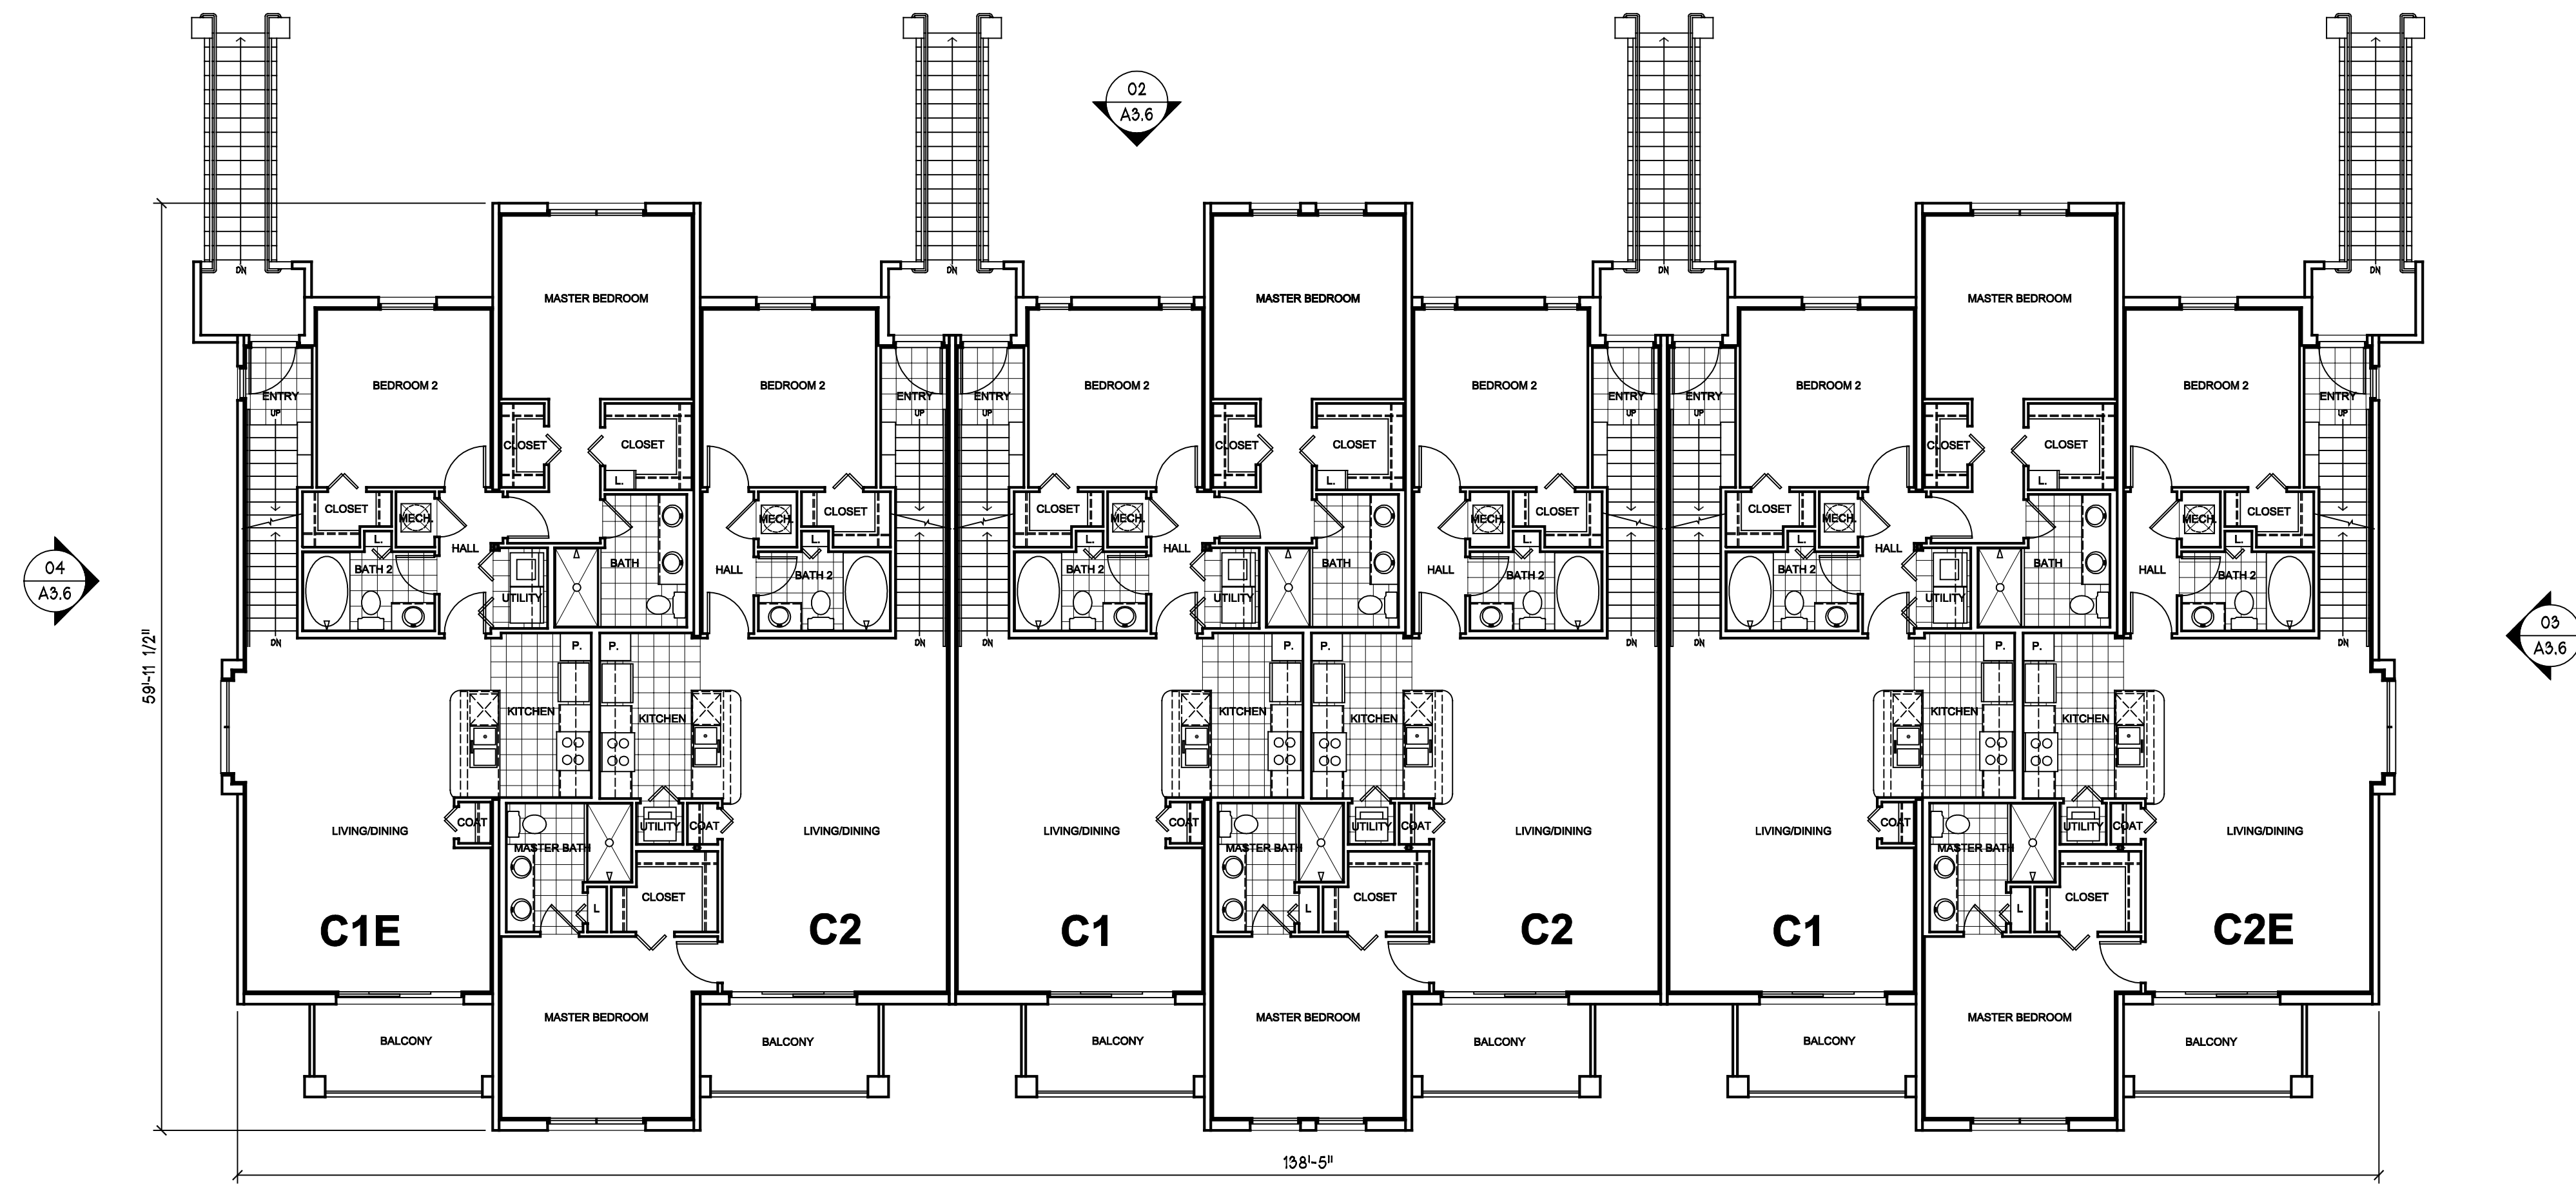 02
A3.6
DN
DN
DN
DN
MASTER BEDROOM
MASTER BEDROOM
MASTER BEDROOM
BEDROOM 2
BEDROOM 2
BEDROOM 2
BEDROOM 2
BEDROOM 2
BEDROOM 2
ENTRY
ENTRY
ENTRY
ENTRY
ENTRY
ENTRY
UP
UP
UP
UP
UP
UP
CLOSET
CLOSET
CLOSET
CLOSET
CLOSET
CLOSET
L.
L.
L.
CLOSET
MECH.
MECH.
CLOSET
CLOSET
MECH.
MECH.
CLOSET
CLOSET
MECH.
MECH.
CLOSET
L.
L.
L.
L.
L.
L.
HALL
HALL
HALL
04
A3.6
BATH 2
BATH
HALL
BATH 2
BATH 2
BATH
HALL
BATH 2
BATH 2
BATH
HALL
BATH 2
UTILITY
UTILITY
UTILITY
03
A3.6
DN
DN
DN
DN
DN
DN
P.
P.
P.
P.
P.
P.
59'-11 1/2"
KITCHEN
KITCHEN
KITCHEN
KITCHEN
KITCHEN
KITCHEN
COAT
UTILITY
COAT
COAT
UTILITY
COAT
COAT
UTILITY
COAT
LIVING/DINING
LIVING/DINING
LIVING/DINING
LIVING/DINING
LIVING/DINING
LIVING/DINING
MASTER BATH
MASTER BATH
MASTER BATH
CLOSET
CLOSET
CLOSET
L
L
L
C1E
C2
C1
C2
C1
C2E
MASTER BEDROOM
MASTER BEDROOM
MASTER BEDROOM
BALCONY
BALCONY
BALCONY
BALCONY
BALCONY
BALCONY
138'-5"